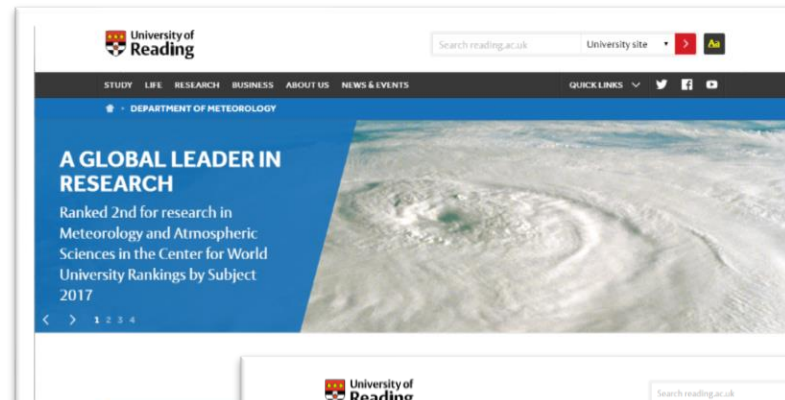 University of
Reading
Search reading.ac.uk
University site
Aa
STUDY LIFE RESEARCH BUSINESS ABOUT US NEWS & EVENTS
QUICK LINKS
DEPARTMENT OF METEOROLOGY
A GLOBAL LEADER IN
RESEARCH
Ranked 2nd for research in
Meteorology and Atmospheric
Sciences in the Center for World
University Rankings by Subject
2017
1 2 3 4
University of
Reading
Search reading.ac.uk